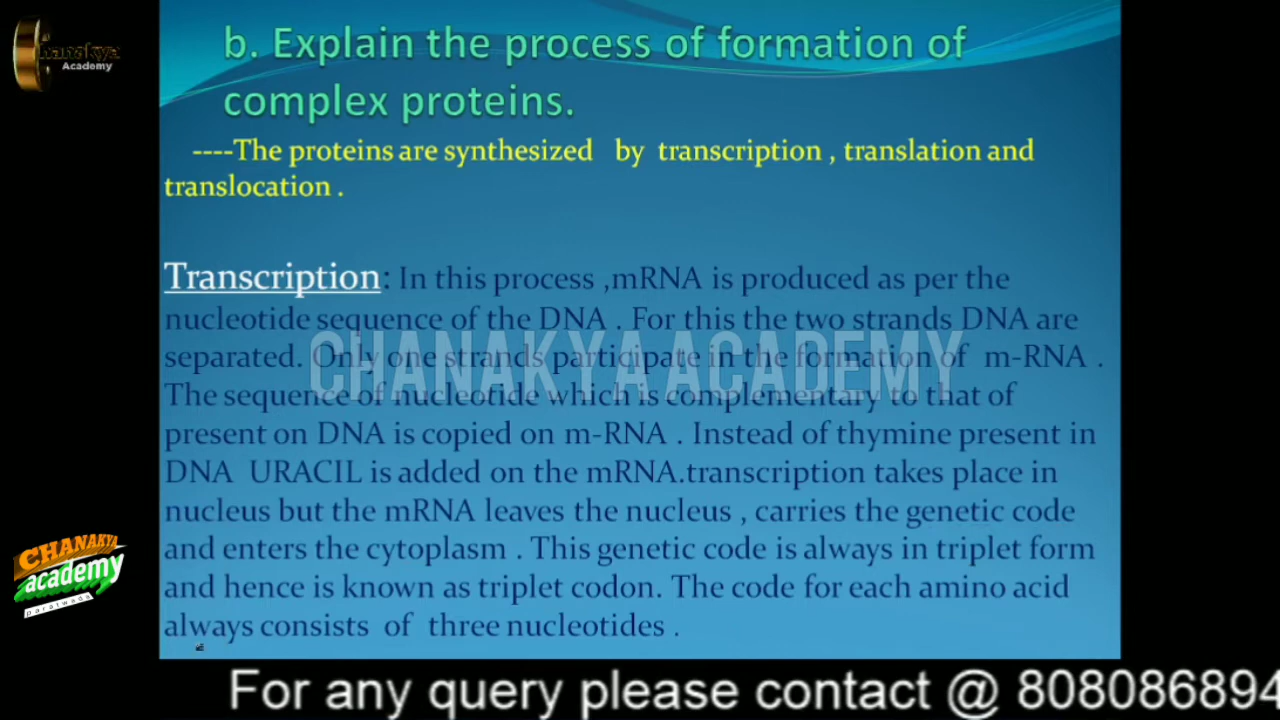 Chanakya
Academy
b. Explain the process of formation of
complex proteins.
----The proteins are synthesized by transcription , translation and
translocation .
Transcription: In this process ,mRNA is produced as per the
nucleotide sequence of the DNA . For this the two strands DNA are
separated. Only one strands participate in the formation of m-RNA .
CHANAKYA ACADEMY
The sequence of nucleotide which is complementary to that of
present on DNA is copied on m-RNA . Instead of thymine present in
DNA URACIL is added on the mRNA.transcription takes place in
nucleus but the mRNA leaves the nucleus , carries the genetic code
and enters the cytoplasm . This genetic code is always in triplet form
and hence is known as triplet codon. The code for each amino acid
always consists of three nucleotides .
CHANAKYA
academy
paratwada
For any query please contact @ 808086894